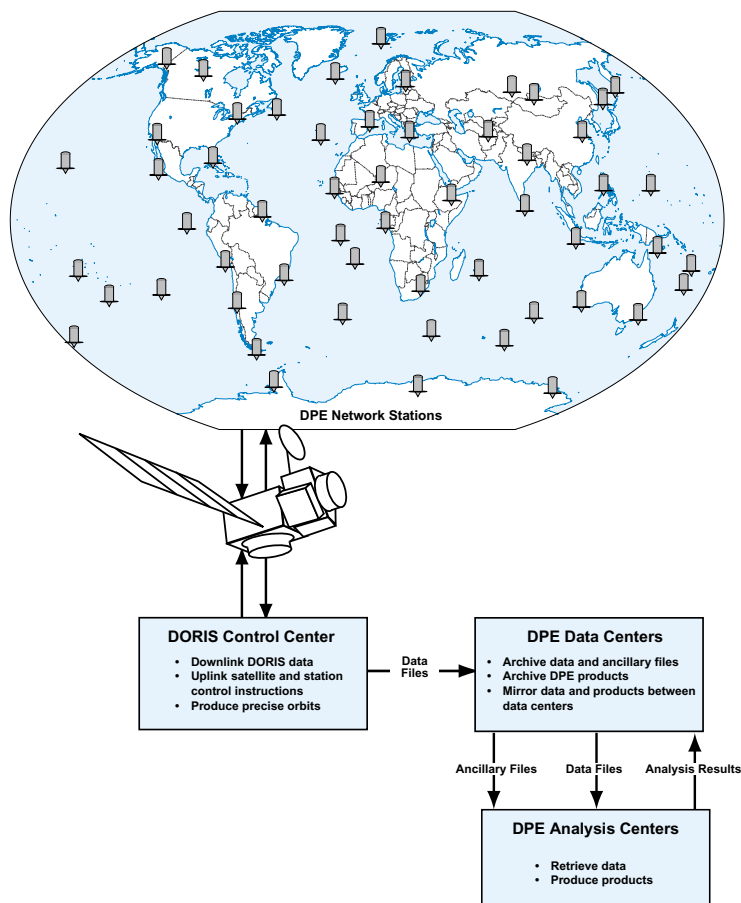 DPE Network Stations
DORIS Control Center
• Downlink DORIS data
• Uplink satellite and station
control instructions
• Produce precise orbits
Data
Files
DPE Data Centers
• Archive data and ancillary files
• Archive DPE products
• Mirror data and products between
data centers
Ancillary Files
Data Files
Analysis Results
DPE Analysis Centers
• Retrieve data
• Produce products